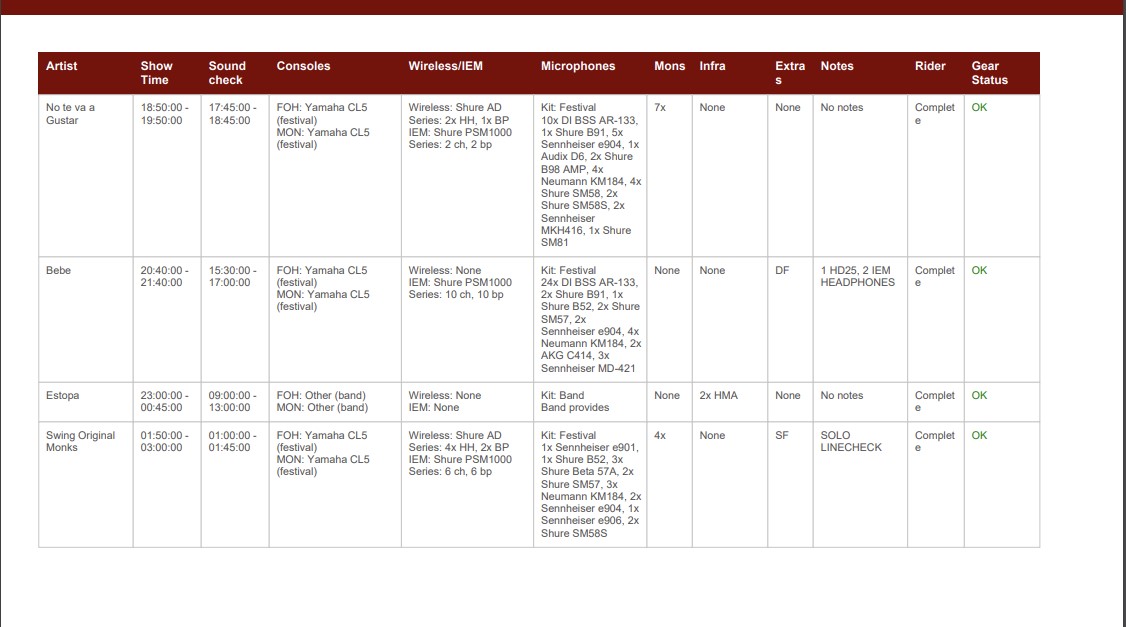 Artist
Show
Time
Sound
check
Consoles
Wireless/IEM
Microphones
Mons
Infra
Extra
s
Notes
Rider
Gear
Status
No te va a
Gustar
18:50:00 -
19:50:00
17:45:00 -
18:45:00
FOH: Yamaha CL5
(festival)
MON: Yamaha CL5
(festival)
Wireless: Shure AD
Series: 2x HH, 1x BP
IEM: Shure PSM1000
Series: 2 ch, 2 bp
Kit: Festival
10x DI BSS AR-133,
1x Shure B91, 5x
Sennheiser e904, 1x
Audix D6, 2x Shure
B98 AMP, 4x
Neumann KM184, 4x
Shure SM58, 2x
Shure SM58S, 2x
Sennheiser
MKH416, 1x Shure
SM81
7x
None
None
No notes
Complet
e
OK
Bebe
20:40:00 -
21:40:00
15:30:00 -
17:00:00
FOH: Yamaha CL5
(festival)
MON: Yamaha CL5
(festival)
Wireless: None
IEM: Shure PSM1000
Series: 10 ch, 10 bp
Kit: Festival
24x DI BSS AR-133,
2x Shure B91, 1x
Shure B52, 2x Shure
SM57, 2x
Sennheiser e904, 4x
Neumann KM184, 2x
AKG C414, 3x
Sennheiser MD-421
None
None
DF
1 HD25, 2 IEM
HEADPHONES
Complet
e
OK
Estopa
23:00:00 -
00:45:00
09:00:00 -
13:00:00
FOH: Other (band)
MON: Other (band)
Wireless: None
IEM: None
Kit: Band
Band provides
None
2x HMA
None
No notes
Complet
e
OK
Swing Original
Monks
01:50:00 -
03:00:00
01:00:00 -
01:45:00
FOH: Yamaha CL5
(festival)
MON: Yamaha CL5
(festival)
Wireless: Shure AD
Series: 4x HH, 2x BP
IEM: Shure PSM1000
Series: 6 ch, 6 bp
Kit: Festival
1x Sennheiser e901,
1x Shure B52, 3x
Shure Beta 57A, 2x
Shure SM57, 3x
Neumann KM184, 2x
Sennheiser e904, 1x
Sennheiser e906, 2x
Shure SM58S
4x
None
SF
SOLO
LINECHECK
Complet
e
OK